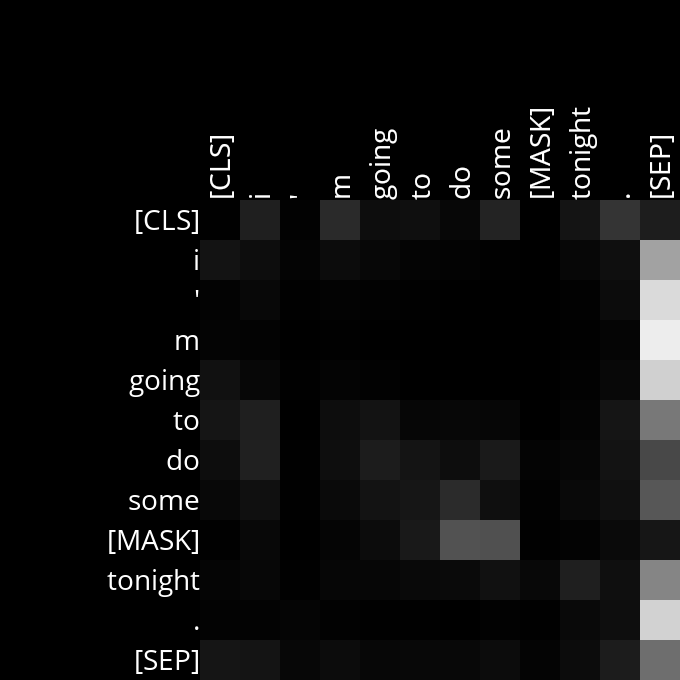 [CLS] i ' m going to do some [MASK] tonight . [SEP]
[CLS]
i
'
m
going
to
do
some
[MASK]
tonight
.
[SEP]